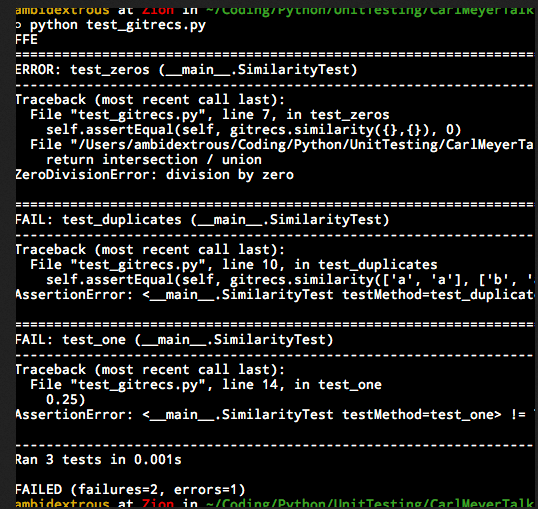 ambidextrous at Zion in ~/Coding/Python/UnitTesting/CarlMeyerTalk
python test_gitrecs.py
FFE
======================================================================
ERROR: test_zeros (__main__.SimilarityTest)
----------------------------------------------------------------------
Traceback (most recent call last):
  File "test_gitrecs.py", line 7, in test_zeros
    self.assertEqual(self, gitrecs.similarity({},{}), 0)
  File "/Users/ambidextrous/Coding/Python/UnitTesting/CarlMeyerTa
    return intersection / union
ZeroDivisionError: division by zero
======================================================================
FAIL: test_duplicates (__main__.SimilarityTest)
----------------------------------------------------------------------
Traceback (most recent call last):
  File "test_gitrecs.py", line 10, in test_duplicates
    self.assertEqual(self, gitrecs.similarity(['a', 'a'], ['b', '
AssertionError: <__main__.SimilarityTest testMethod=test_duplicat
======================================================================
FAIL: test_one (__main__.SimilarityTest)
----------------------------------------------------------------------
Traceback (most recent call last):
  File "test_gitrecs.py", line 14, in test_one
    0.25)
AssertionError: <__main__.SimilarityTest testMethod=test_one> !=
----------------------------------------------------------------------
Ran 3 tests in 0.001s
FAILED (failures=2, errors=1)
ambidextrous at Zion in ~/Coding/Python/UnitTesting/CarlMeyerTalk